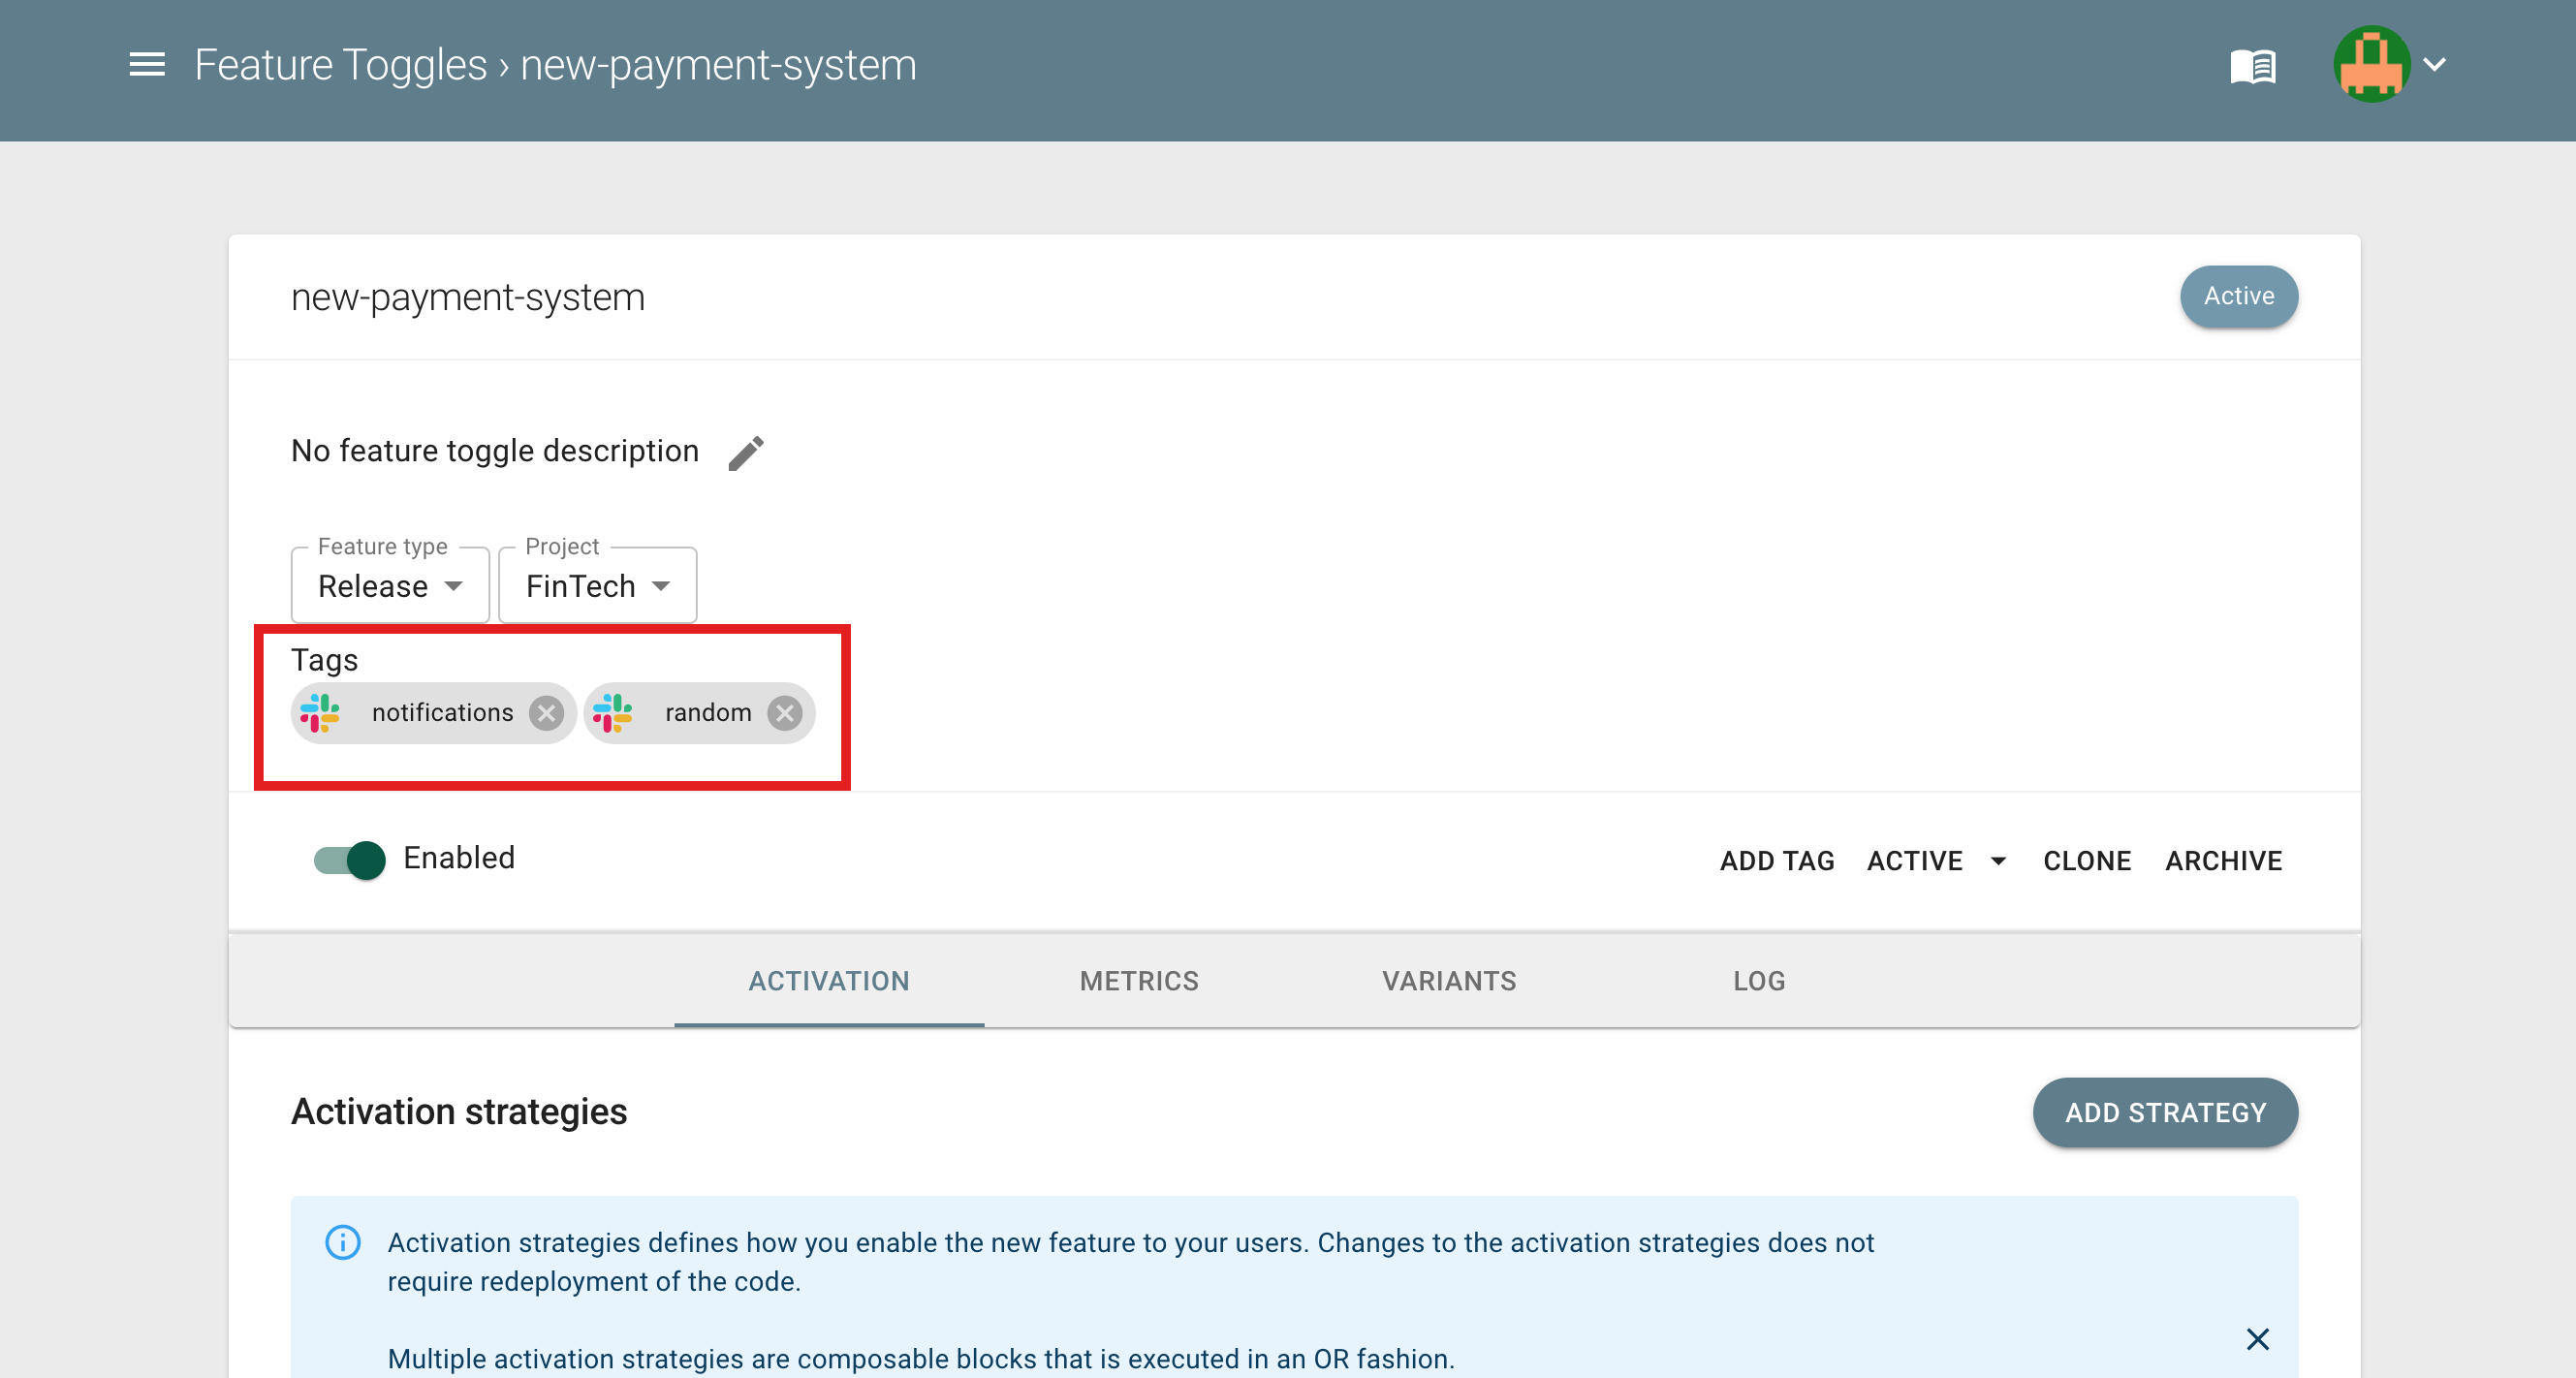 Feature Toggles › new-payment-system
new-payment-system
Active
No feature toggle description
Feature type
Project
Release
FinTech
Tags
notifications
random
Enabled
ADD TAG
ACTIVE
CLONE
ARCHIVE
ACTIVATION
METRICS
VARIANTS
LOG
Activation strategies
ADD STRATEGY
Activation strategies defines how you enable the new feature to your users. Changes to the activation strategies does not
require redeployment of the code.
Multiple activation strategies are composable blocks that is executed in an OR fashion.